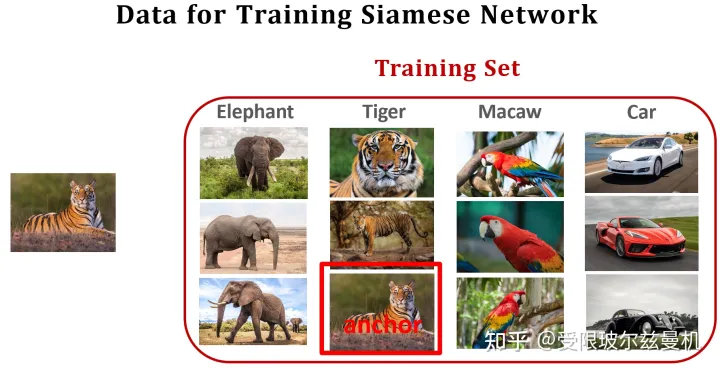 Data for Training Siamese Network
Training Set
Elephant Tiger Macaw Car
anchor
知乎 @受限玻尔兹曼机